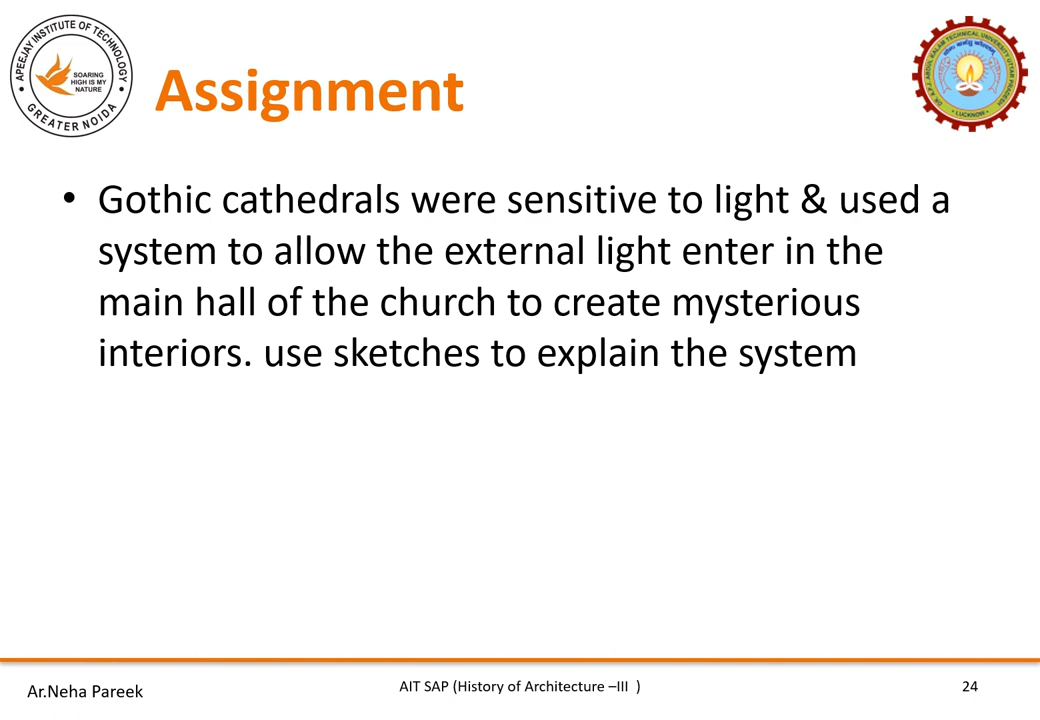 APEEJAY INSTITUTE OF TECHNOLOGY
SOARING
HIGH IS MY
NATURE
GREATER NOIDA
Assignment
LUCKNOW
• Gothic cathedrals were sensitive to light & used a
system to allow the external light enter in the
main hall of the church to create mysterious
interiors. use sketches to explain the system
Ar.Neha Pareek
AIT SAP (History of Architecture –III  )
24